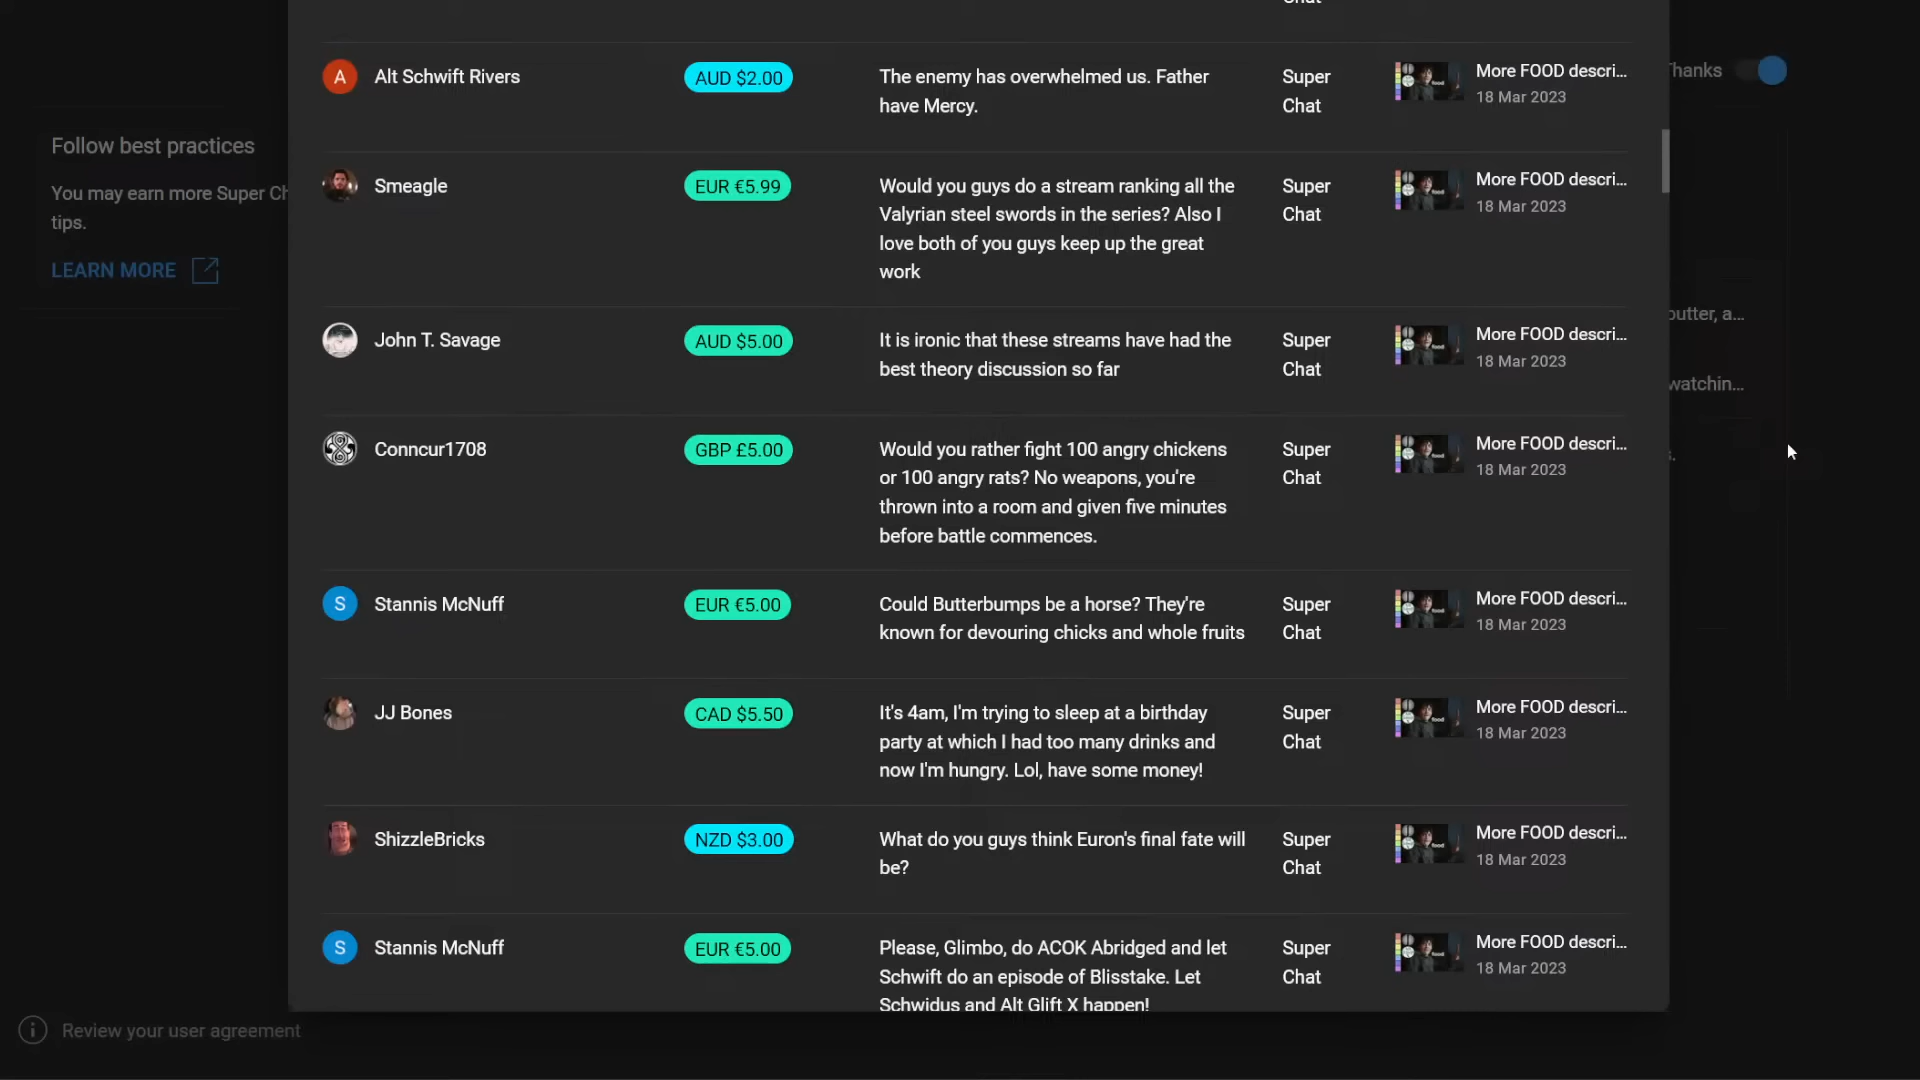 Chat
Alt Schwift Rivers
AUD $2.00
The enemy has overwhelmed us. Father
have Mercy.
Super
Chat
More FOOD descri...
18 Mar 2023
Thanks
Follow best practices
You may earn more Super Ch
tips.
LEARN MORE
Smeagle
EUR €5.99
Would you guys do a stream ranking all the
Valyrian steel swords in the series? Also I
love both of you guys keep up the great
work
Super
Chat
More FOOD descri...
18 Mar 2023
butter, a...
John T. Savage
AUD $5.00
It is ironic that these streams have had the
best theory discussion so far
Super
Chat
More FOOD descri...
18 Mar 2023
watchin...
Conncur1708
GBP £5.00
Would you rather fight 100 angry chickens
or 100 angry rats? No weapons, you're
thrown into a room and given five minutes
before battle commences.
Super
Chat
More FOOD descri...
18 Mar 2023
S
Stannis McNuff
EUR €5.00
Could Butterbumps be a horse? They're
known for devouring chicks and whole fruits
Super
Chat
More FOOD descri...
18 Mar 2023
JJ Bones
CAD $5.50
It's 4am, I'm trying to sleep at a birthday
party at which I had too many drinks and
now I'm hungry. Lol, have some money!
Super
Chat
More FOOD descri...
18 Mar 2023
ShizzleBricks
NZD $3.00
What do you guys think Euron's final fate will
be?
Super
Chat
More FOOD descri...
18 Mar 2023
S
Stannis McNuff
EUR €5.00
Please, Glimbo, do ACOK Abridged and let
Schwift do an episode of Blisstake. Let
Schwidus and Alt Glift X happen!
Super
Chat
More FOOD descri...
18 Mar 2023
Review your user agreement